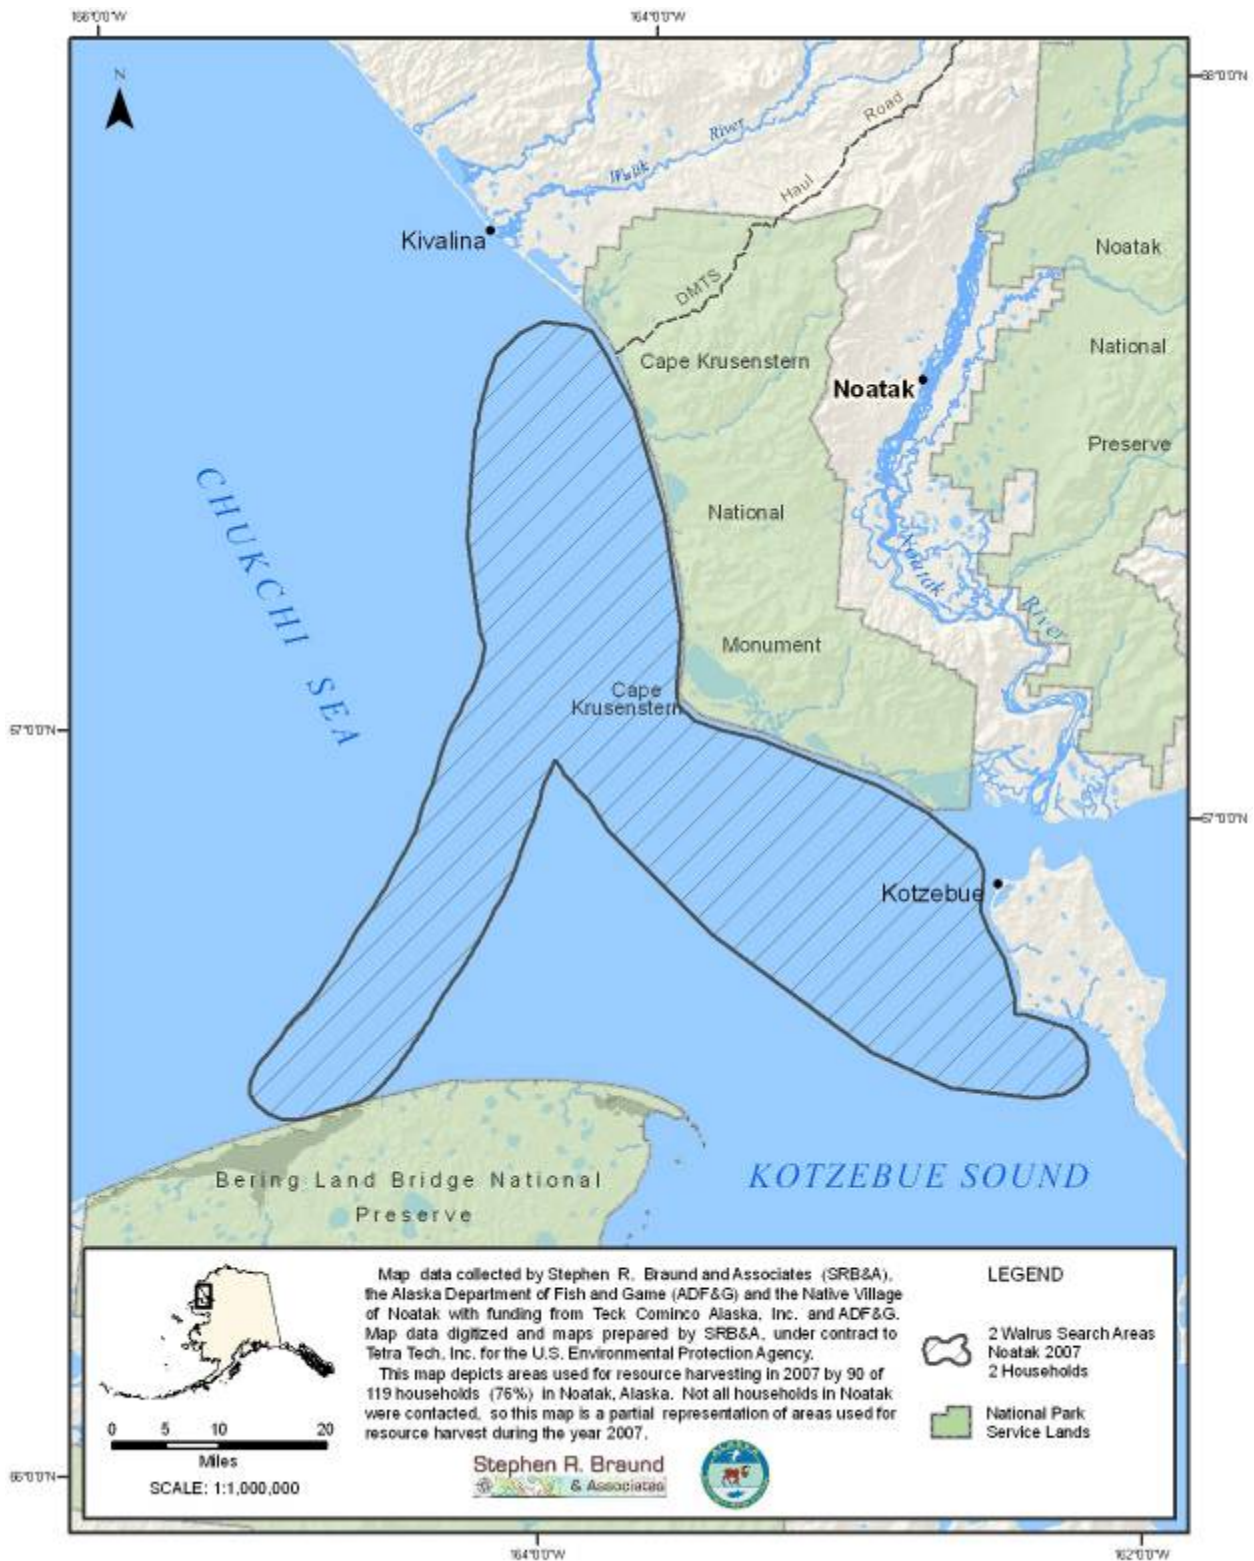 166°0'0"W
164°0'0"W
N
68°0'0"N
Road
River
Wulik
Haul
Kivalina
Noatak
DMTS
National
Cape Krusenstern
Noatak
Preserve
CHUKCHI SEA
National
Noatak
River
Monument
Cape
Krusenstern
67°0'0"N
67°0'0"N
Kotzebue
Bering Land Bridge National
Preserve
KOTZEBUE SOUND
Map data collected by Stephen R. Braund and Associates (SRB&A),
the Alaska Department of Fish and Game (ADF&G) and the Native Village
of Noatak with funding from Teck Cominco Alaska, Inc. and ADF&G.
Map data digitized and maps prepared by SRB&A, under contract to
Tetra Tech, Inc. for the U.S. Environmental Protection Agency.
This map depicts areas used for resource harvesting in 2007 by 90 of
119 households (76%) in Noatak, Alaska. Not all households in Noatak
were contacted, so this map is a partial representation of areas used for
resource harvest during the year 2007.
LEGEND
2 Walrus Search Areas
Noatak 2007
2 Households
National Park
Service Lands
0 5 10 20
Miles
SCALE: 1:1,000,000
Stephen R. Braund
& Associates
ALASKA
66°0'0"N
164°0'0"W
162°0'0"W